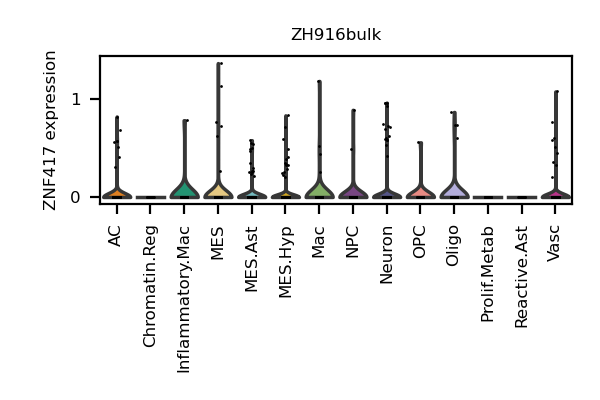 ZH916bulk
ZNF417 expression
1
0
AC
Chromatin.Reg
Inflammatory.Mac
MES
MES.Ast
MES.Hyp
Mac
NPC
Neuron
OPC
Oligo
Prolif.Metab
Reactive.Ast
Vasc